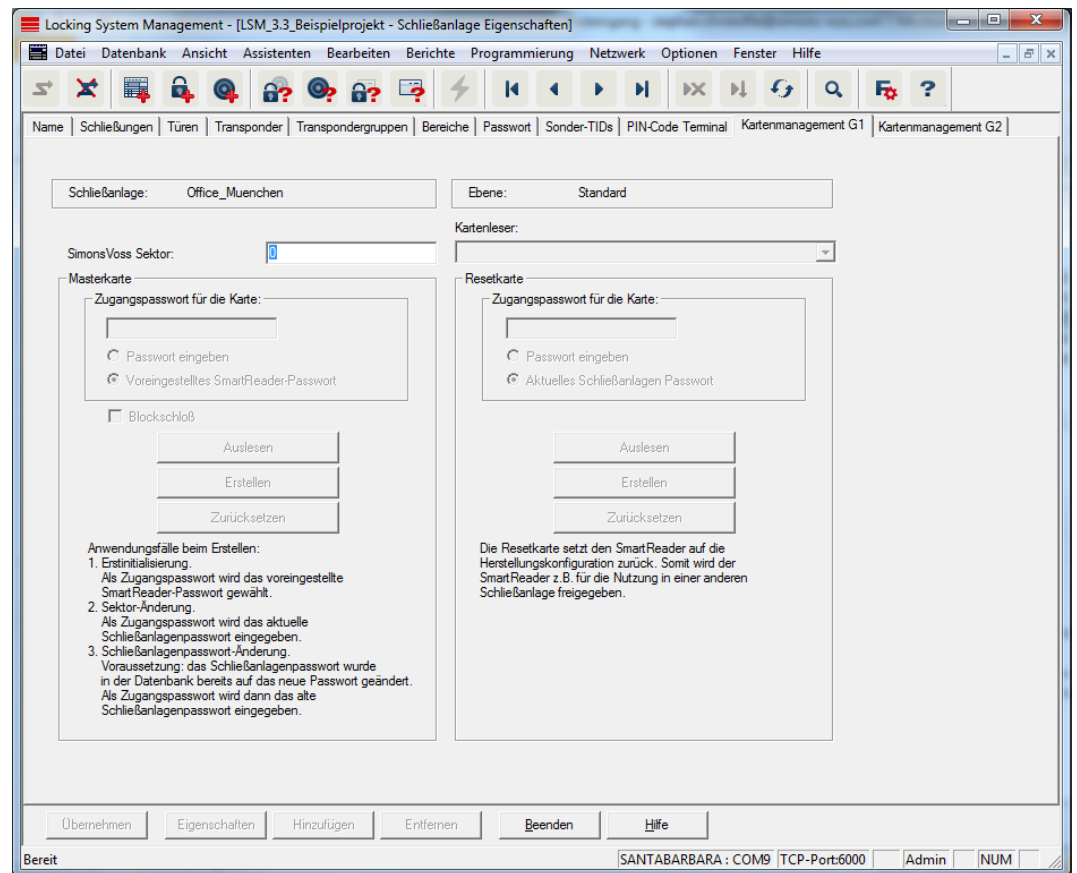 Locking System Management - [LSM_3.3_Beispielprojekt - Schließanlage Eigenschaften]
Datei Datenbank Ansicht Assistenten Bearbeiten Berichte Programmierung Netzwerk Optionen Fenster Hilfe
Name Schließungen Türen Transponder Transpondergruppen Bereiche Passwort Sonder-TIDs PIN-Code Terminal Kartenmanagement G1 Kartenmanagement G2
Schließanlage: Office_Muenchen
Ebene: Standard
Kartenleser:
SimonsVoss Sektor: 0
Masterkarte
Zugangspasswort für die Karte:
Passwort eingeben
Voreingestelltes SmartReader-Passwort
Blockschloß
Auslesen
Erstellen
Zurücksetzen
Anwendungsfälle beim Erstellen:
1. Erstinitialisierung.
Als Zugangspasswort wird das voreingestellte
SmartReader-Passwort gewählt.
2. Sektor-Änderung.
Als Zugangspasswort wird das aktuelle
Schließanlagenpasswort eingegeben.
3. Schließanlagenpasswort-Änderung.
Voraussetzung: das Schließanlagenpasswort wurde
in der Datenbank bereits auf das neue Passwort geändert.
Als Zugangspasswort wird dann das alte
Schließanlagenpasswort eingegeben.
Resetkarte
Zugangspasswort für die Karte:
Passwort eingeben
Aktuelles Schließanlagen Passwort
Auslesen
Erstellen
Zurücksetzen
Die Resetkarte setzt den SmartReader auf die
Herstellungskonfiguration zurück. Somit wird der
SmartReader z.B. für die Nutzung in einer anderen
Schließanlage freigegeben.
Übernehmen Eigenschaften Hinzufügen Entfernen Beenden Hilfe
Bereit SANTABARBARA : COM9 TCP-Port:6000 Admin NUM